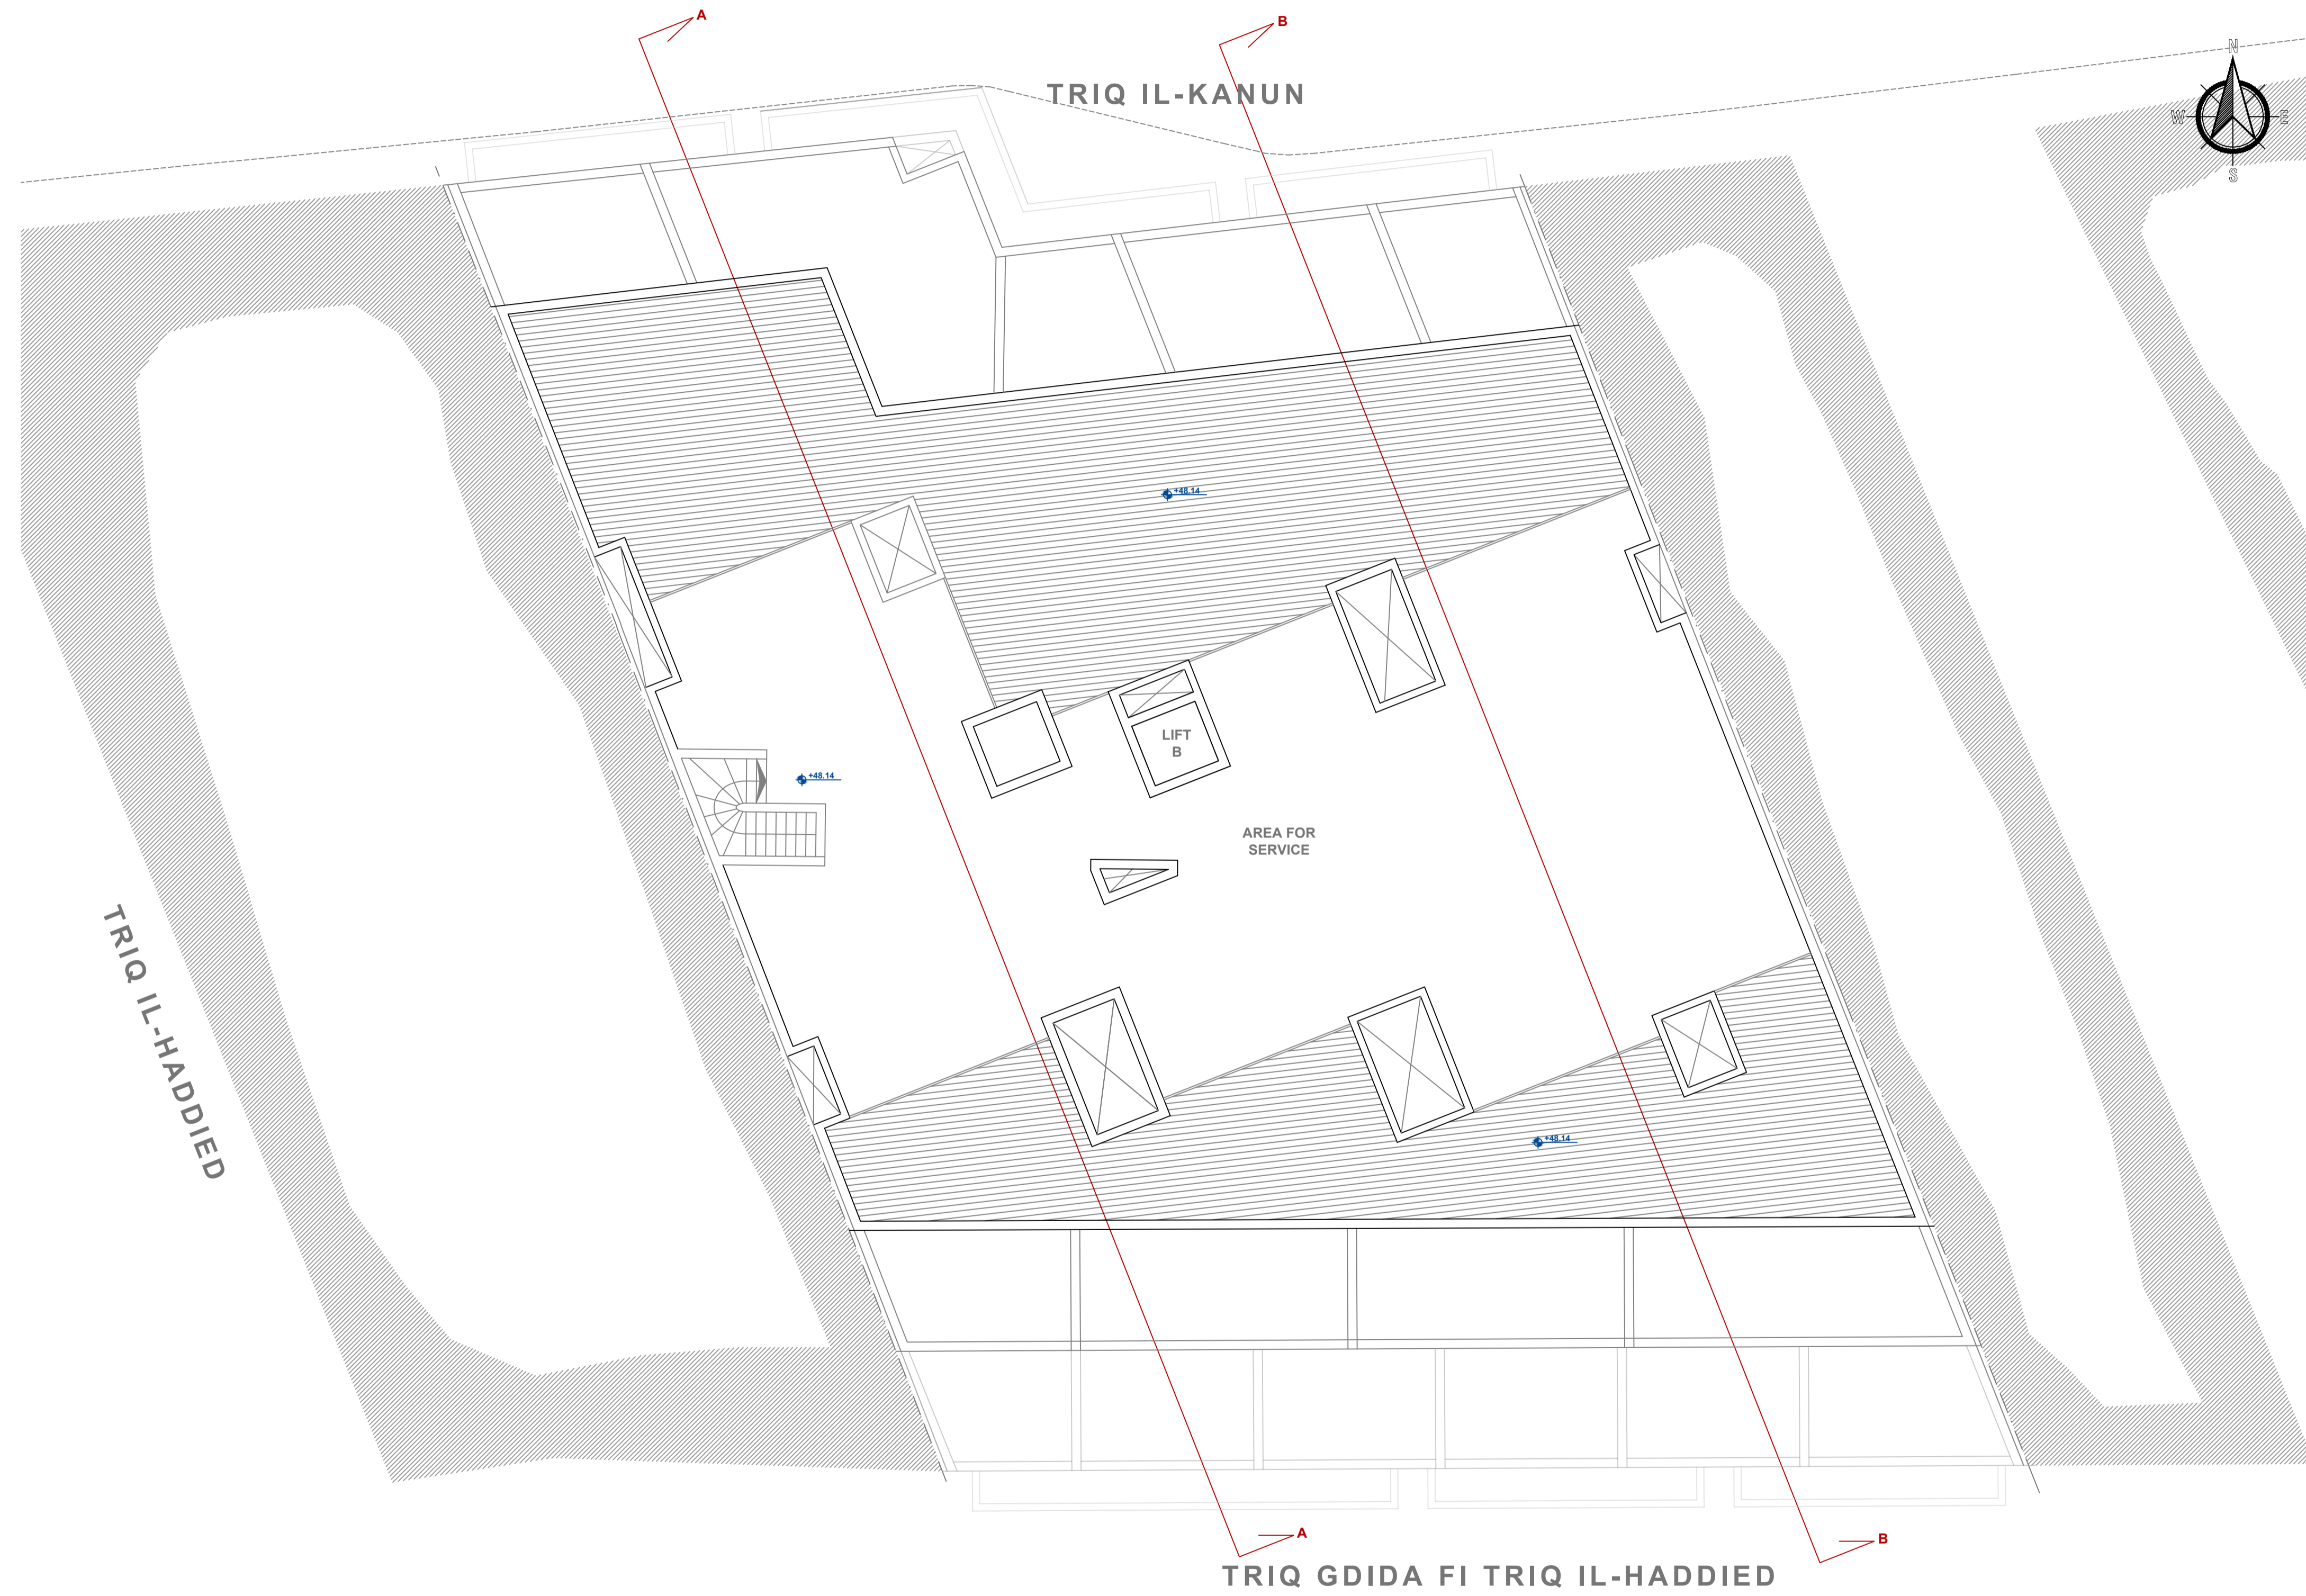 A
B
TRIQ IL-KANUN
N
W
E
S
+48.14
LIFT
B
+48.14
AREA FOR
SERVICE
TRIQ IL-HADDIED
+48.14
A
B
TRIQ GDIDA FI TRIQ IL-HADDIED